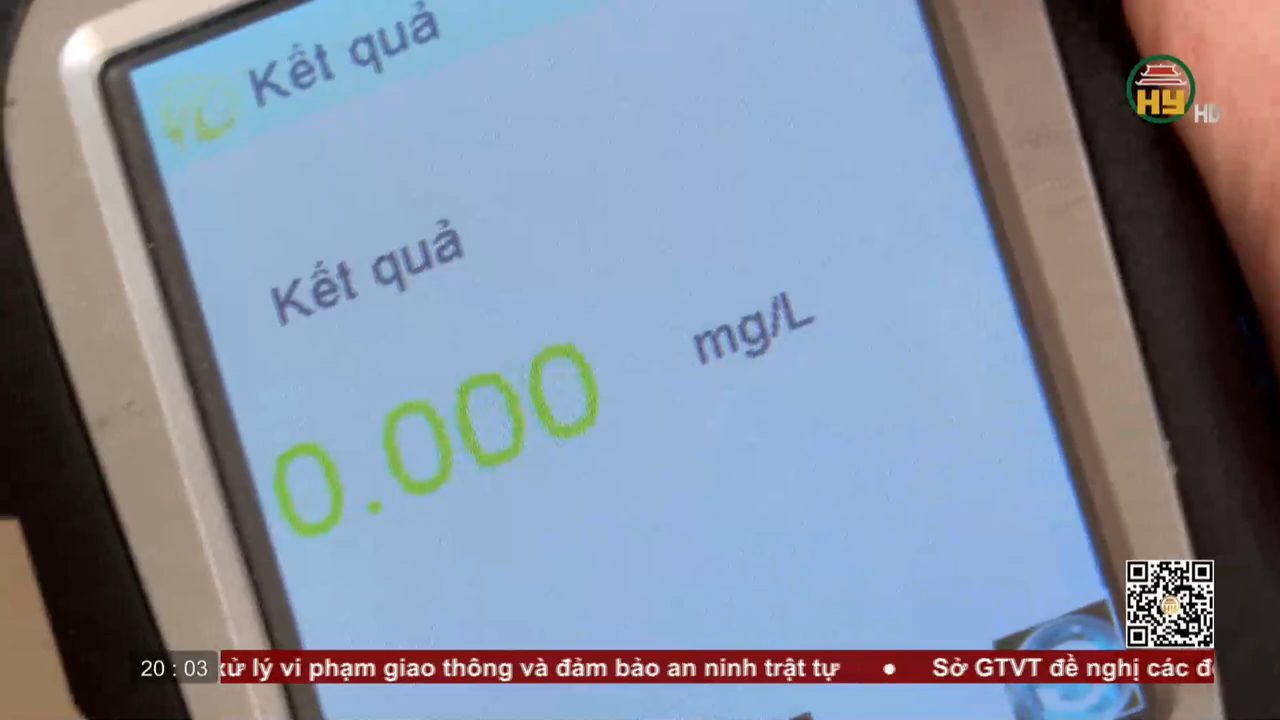 Kết quả
HY HD
Kết quả
mg/L
0.000
20 : 03
xử lý vi phạm giao thông và đảm bảo an ninh trật tự • Sở GTVT đề nghị các